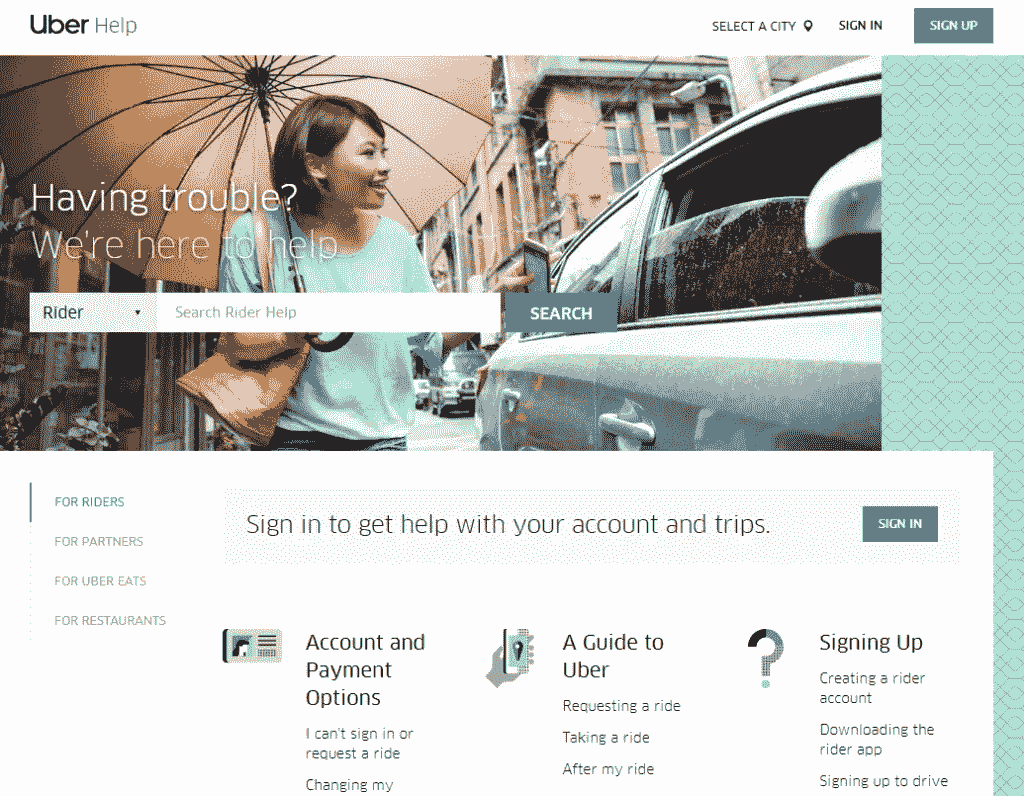 Uber Help
SELECT A CITY
SIGN IN
SIGN UP
Having trouble?
We're here to help
Rider
Search Rider Help
SEARCH
FOR RIDERS
FOR PARTNERS
FOR UBER EATS
FOR RESTAURANTS
Sign in to get help with your account and trips.
SIGN IN
Account and
Payment
Options
I can't sign in or
request a ride
Changing my
A Guide to
Uber
Requesting a ride
Taking a ride
After my ride
Signing Up
Creating a rider
account
Downloading the
rider app
Signing up to drive